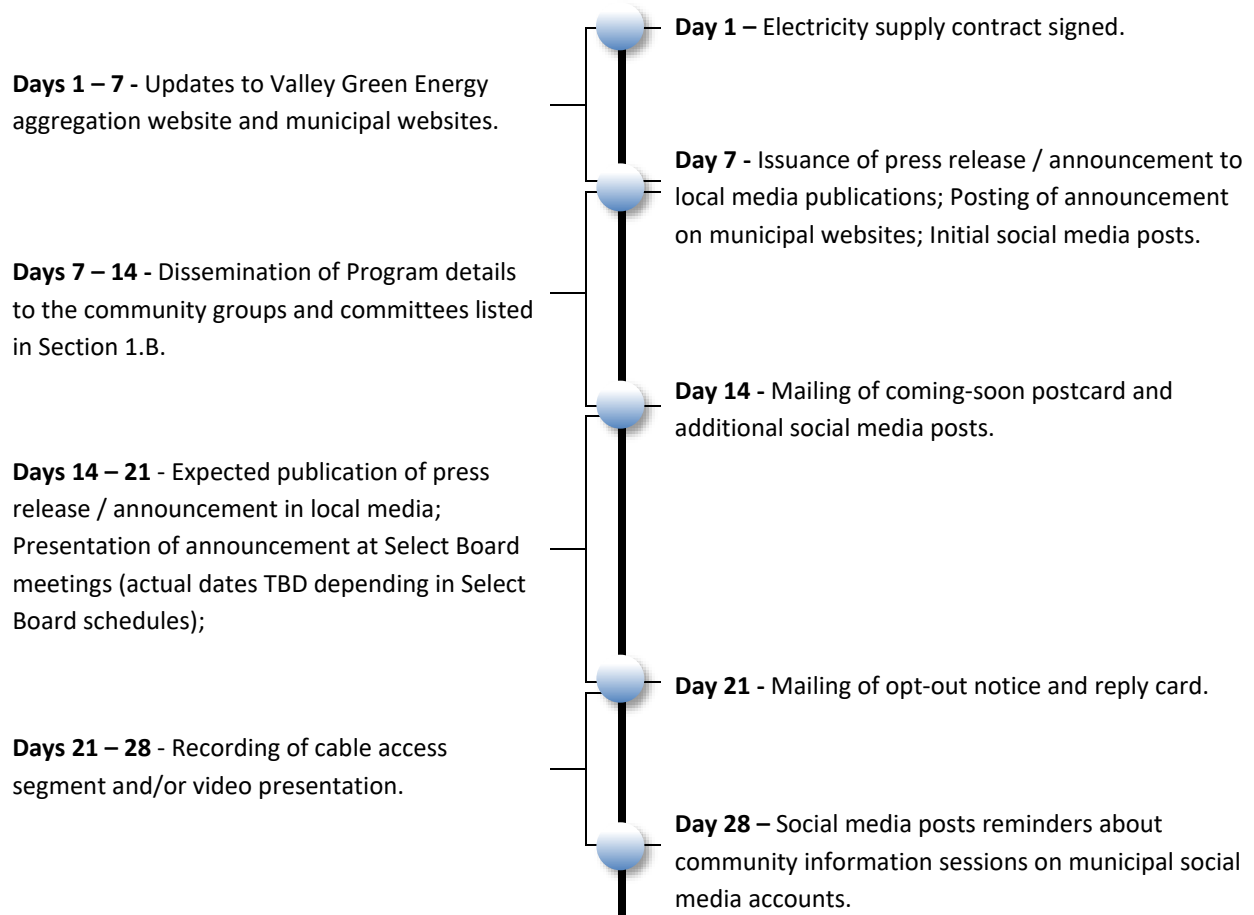 Day 1 – Electricity supply contract signed.
Days 1 – 7 - Updates to Valley Green Energy
aggregation website and municipal websites.
Day 7 - Issuance of press release / announcement to
local media publications; Posting of announcement
on municipal websites; Initial social media posts.
Days 7 – 14 - Dissemination of Program details
to the community groups and committees listed
in Section 1.B.
Day 14 - Mailing of coming-soon postcard and
additional social media posts.
Days 14 – 21 - Expected publication of press
release / announcement in local media;
Presentation of announcement at Select Board
meetings (actual dates TBD depending in Select
Board schedules);
Day 21 - Mailing of opt-out notice and reply card.
Days 21 – 28 - Recording of cable access
segment and/or video presentation.
Day 28 – Social media posts reminders about
community information sessions on municipal social
media accounts.